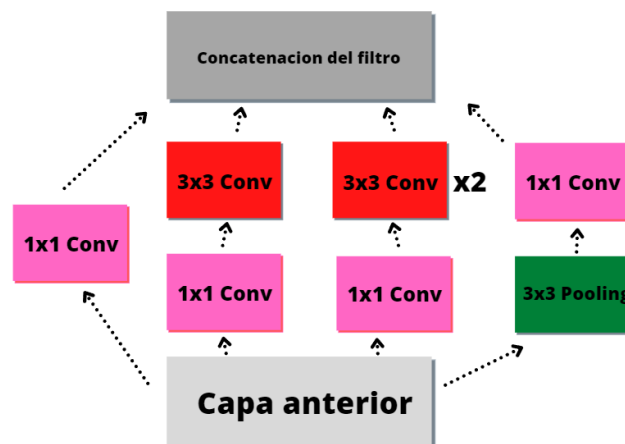 Concatenacion del filtro
3x3 Conv
3x3 Conv
x2
1x1 Conv
1x1 Conv
1x1 Conv
1x1 Conv
3x3 Pooling
Capa anterior